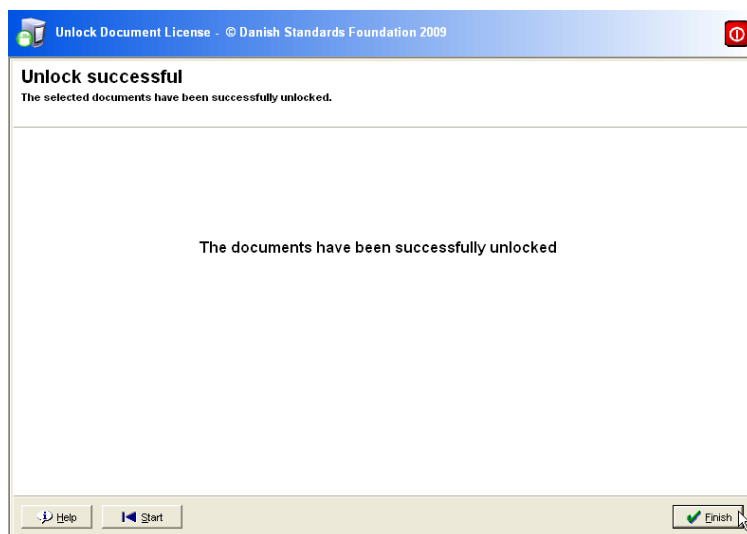 Unlock Document License - © Danish Standards Foundation 2009
Unlock successful
The selected documents have been successfully unlocked.
The documents have been successfully unlocked
Help
Start
Finish